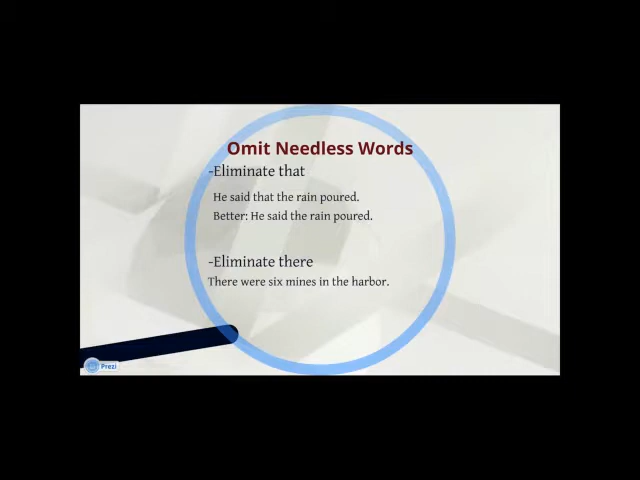 Omit Needless Words
-Eliminate that
He said that the rain poured.
Better: He said the rain poured.
-Eliminate there
There were six mines in the harbor.
Prezi